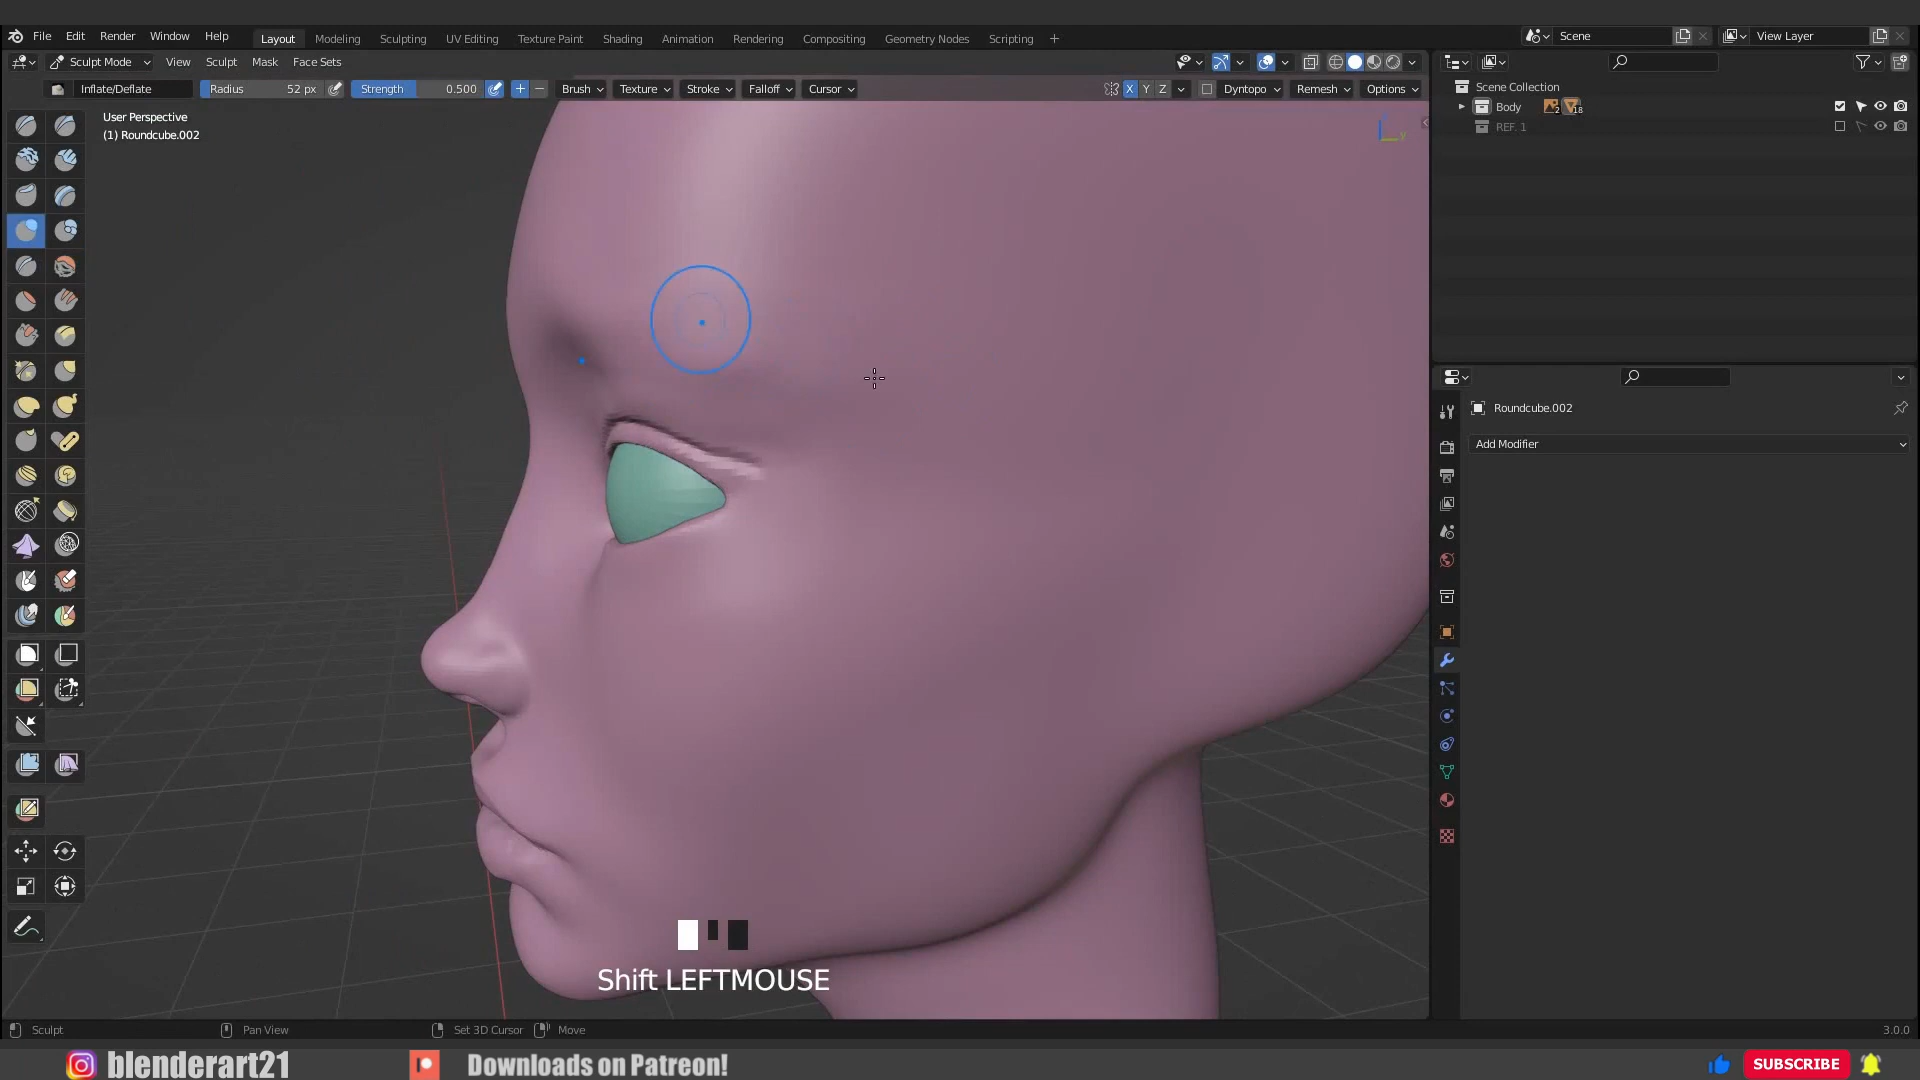 File Edit Render Window Help Layout Modeling Sculpting UV Editing Texture Paint Shading Animation Rendering Compositing Geometry Nodes Scripting + Scene View Layer
Sculpt Mode View Sculpt Mask Face Sets
Inflate/Deflate Radius 52 px Strength 0.500 Brush Texture Stroke Falloff Cursor X Y Z Dyntopo Remesh Options
User Perspective
(1) Roundcube.002
Scene Collection
Body 2 18
REF. 1
Y
Roundcube.002
Add Modifier
Shift LEFTMOUSE
Sculpt Pan View Set 3D Cursor Move 3.0.0
blenderart21 Downloads on Patreon! SUBSCRIBE